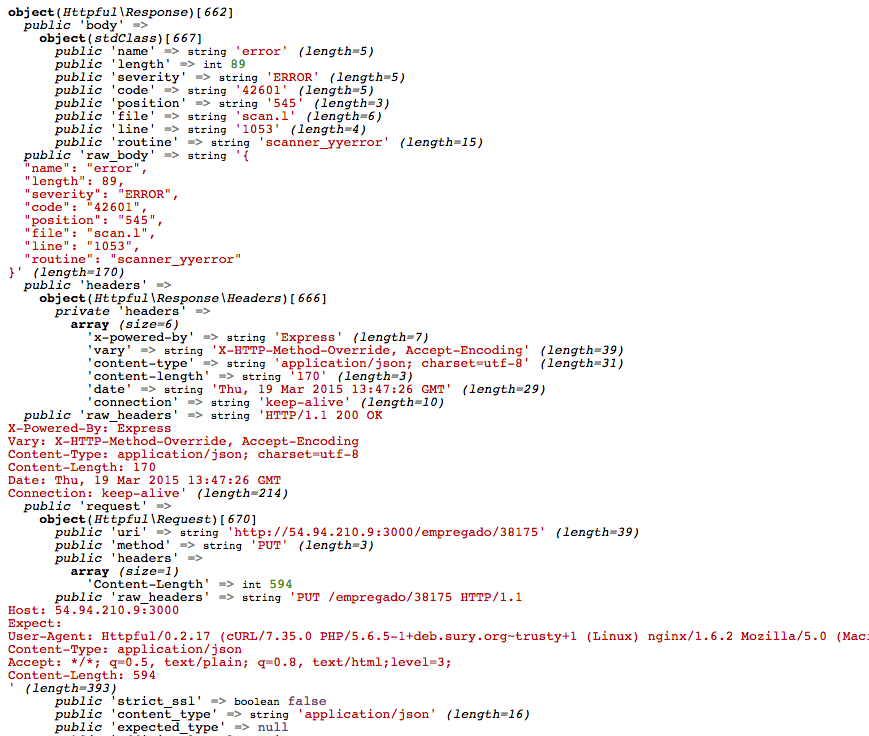 object(Httpful\Response)[662]
  public 'body' =>
    object(stdClass)[667]
      public 'name' => string 'error' (length=5)
      public 'length' => int 89
      public 'severity' => string 'ERROR' (length=5)
      public 'code' => string '42601' (length=5)
      public 'position' => string '545' (length=3)
      public 'file' => string 'scan.l' (length=6)
      public 'line' => string '1053' (length=4)
      public 'routine' => string 'scanner_yyerror' (length=15)
  public 'raw_body' => string '{
  "name": "error",
  "length": 89,
  "severity": "ERROR",
  "code": "42601",
  "position": "545",
  "file": "scan.l",
  "line": "1053",
  "routine": "scanner_yyerror"
}' (length=170)
  public 'headers' =>
    object(Httpful\Response\Headers)[666]
      private 'headers' =>
        array (size=6)
          'x-powered-by' => string 'Express' (length=7)
          'vary' => string 'X-HTTP-Method-Override, Accept-Encoding' (length=39)
          'content-type' => string 'application/json; charset=utf-8' (length=31)
          'content-length' => string '170' (length=3)
          'date' => string 'Thu, 19 Mar 2015 13:47:26 GMT' (length=29)
          'connection' => string 'keep-alive' (length=10)
  public 'raw_headers' => string 'HTTP/1.1 200 OK
X-Powered-By: Express
Vary: X-HTTP-Method-Override, Accept-Encoding
Content-Type: application/json; charset=utf-8
Content-Length: 170
Date: Thu, 19 Mar 2015 13:47:26 GMT
Connection: keep-alive' (length=214)
  public 'request' =>
    object(Httpful\Request)[670]
      public 'uri' => string 'http://54.94.210.9:3000/empregado/38175' (length=39)
      public 'method' => string 'PUT' (length=3)
      public 'headers' =>
        array (size=1)
          'Content-Length' => int 594
      public 'raw_headers' => string 'PUT /empregado/38175 HTTP/1.1
Host: 54.94.210.9:3000
Expect:
User-Agent: Httpful/0.2.17 (cURL/7.35.0 PHP/5.6.5-1+deb.sury.org~trusty+1 (Linux) nginx/1.6.2 Mozilla/5.0 (Maci
Content-Type: application/json
Accept: */*; q=0.5, text/plain; q=0.8, text/html;level=3;
Content-Length: 594
' (length=393)
      public 'strict_ssl' => boolean false
      public 'content_type' => string 'application/json' (length=16)
      public 'expected_type' => null